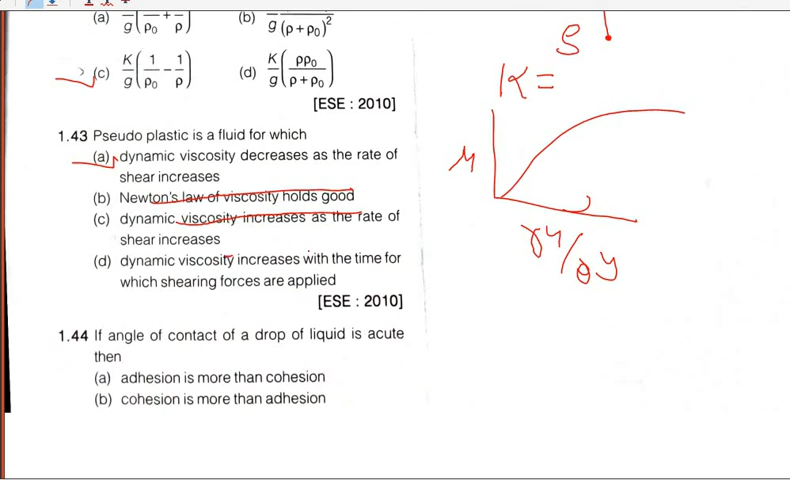 (a) g(ρ₀ + ρ) (b) g(ρ+ρ₀)²
(c) K/g (1/ρ₀ − 1/ρ) (d) K/g (ρρ₀/(ρ+ρ₀))
[ESE : 2010]
1.43 Pseudo plastic is a fluid for which
(a) dynamic viscosity decreases as the rate of
shear increases
(b) Newton's law of viscosity holds good
(c) dynamic viscosity increases as the rate of
shear increases
(d) dynamic viscosity increases with the time for
which shearing forces are applied
[ESE : 2010]
1.44 If angle of contact of a drop of liquid is acute
then
(a) adhesion is more than cohesion
(b) cohesion is more than adhesion
K =
μ